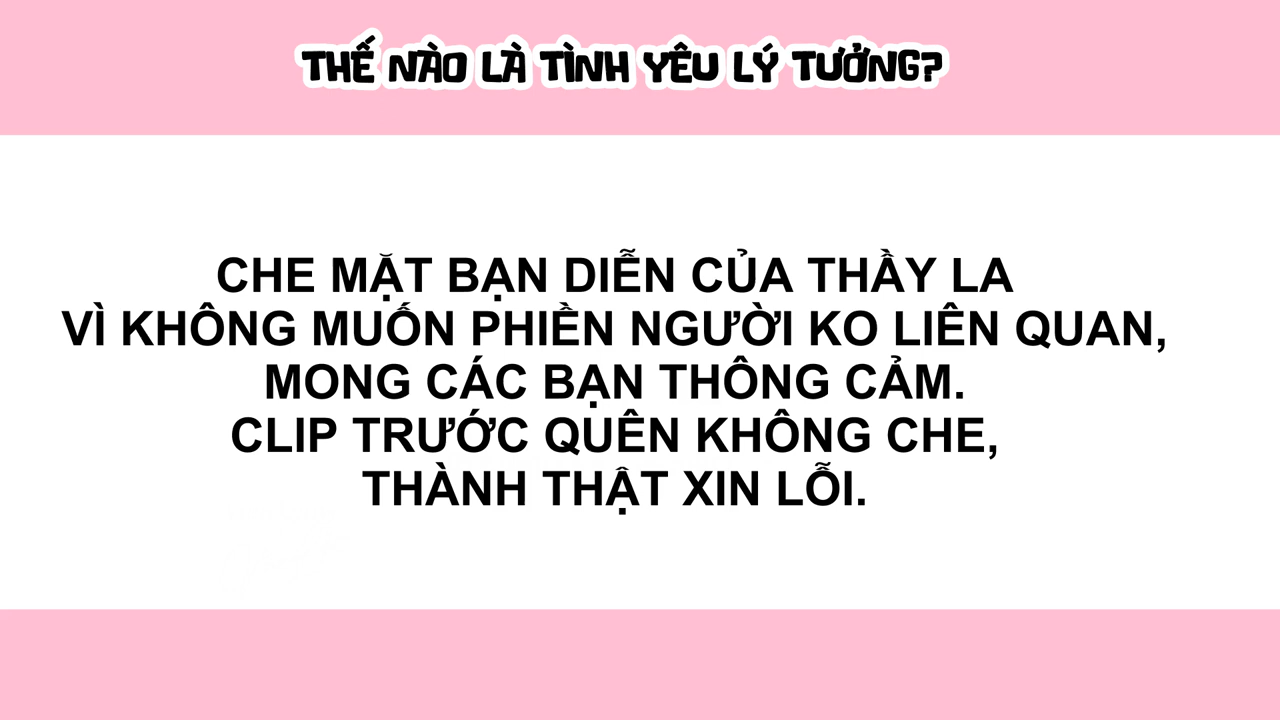 THẾ NÀO LÀ TÌNH YÊU LÝ TƯỞNG?
CHE MẶT BẠN DIỄN CỦA THẦY LA
VÌ KHÔNG MUỐN PHIỀN NGƯỜI KO LIÊN QUAN,
MONG CÁC BẠN THÔNG CẢM.
CLIP TRƯỚC QUÊN KHÔNG CHE,
THÀNH THẬT XIN LỖI.